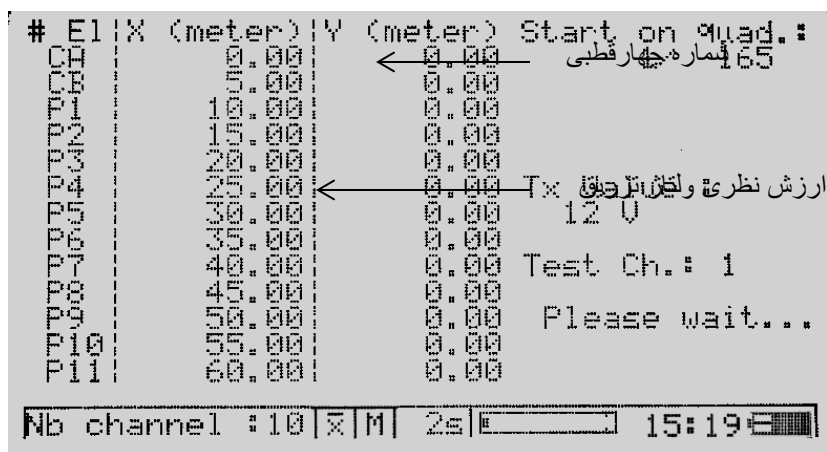 # El|X (meter)|Y (meter) Start on quad.:
CA 0.00 0.00 شماره چهارقطبی 165
CB 5.00 0.00
P1 10.00 0.00
P2 15.00 0.00
P3 20.00 0.00
P4 25.00 0.00 Tx ارزش نظری ولتاژ تزریق
P5 30.00 0.00 12 V
P6 35.00 0.00
P7 40.00 0.00 Test Ch.: 1
P8 45.00 0.00
P9 50.00 0.00 Please wait...
P10 55.00 0.00
P11 60.00 0.00
Nb channel :10 x̅ M 2s 15:19